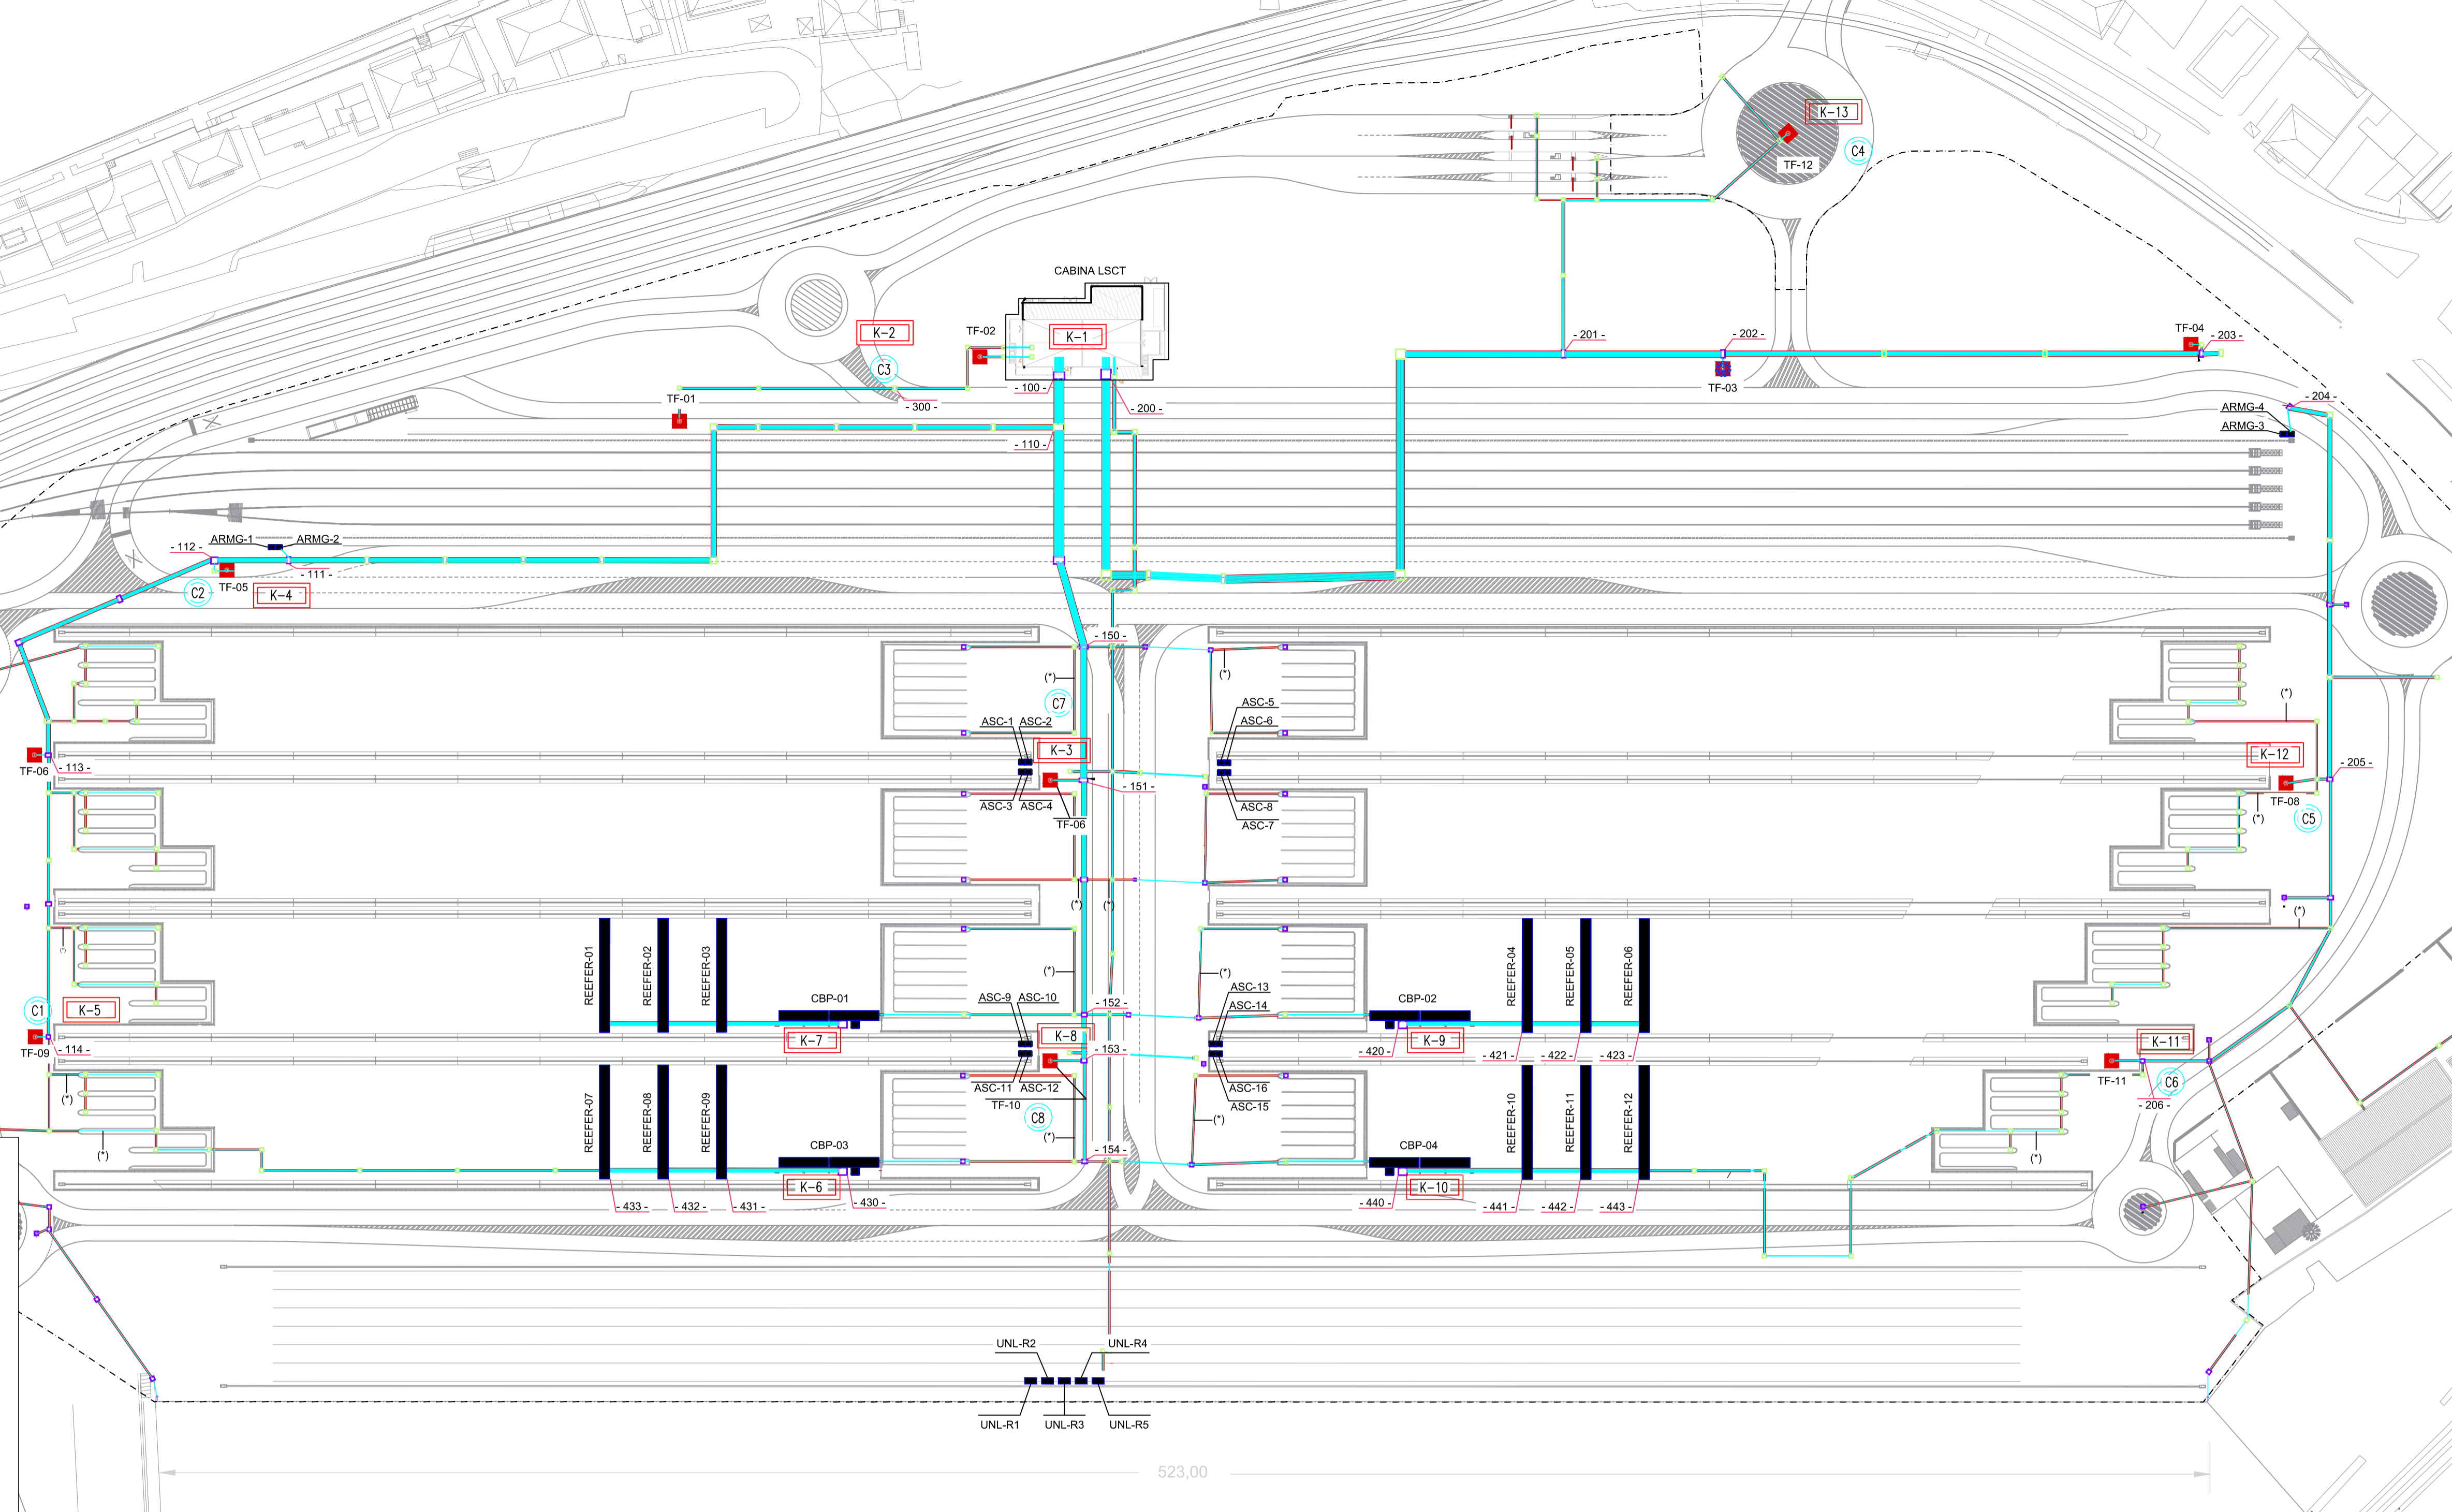 K-13
C4
TF-12
CABINA LSCT
K-2
TF-02
K-1
- 201 -
- 202 -
TF-04
- 203 -
C3
TF-03
- 100 -
- 300 -
- 200 -
TF-01
- 204 -
ARMG-4
ARMG-3
- 110 -
ARMG-1
ARMG-2
- 112 -
- 111 -
TF-05
C2
K-4
- 150 -
(*)
(*)
(*)
C7
ASC-1
ASC-2
ASC-5
ASC-6
K-3
K-12
- 113 -
TF-06
- 205 -
- 151 -
ASC-3
ASC-4
TF-06
ASC-8
ASC-7
TF-08
(*)
C5
(*)
(*)
(*)
REEFER-01
REEFER-02
REEFER-03
REEFER-04
REEFER-05
REEFER-06
(*)
(*)
ASC-9
ASC-10
ASC-13
ASC-14
CBP-01
CBP-02
- 152 -
C1
K-5
K-7
K-8
K-9
K-11
- 114 -
TF-09
- 153 -
- 420 -
- 421 -
- 422 -
- 423 -
ASC-11
ASC-12
ASC-16
ASC-15
TF-10
TF-11
C6
- 206 -
(*)
C8
REEFER-07
REEFER-08
REEFER-09
REEFER-10
REEFER-11
REEFER-12
(*)
(*)
(*)
(*)
CBP-03
CBP-04
- 154 -
K-6
K-10
- 433 -
- 432 -
- 431 -
- 430 -
- 440 -
- 441 -
- 442 -
- 443 -
UNL-R2
UNL-R4
UNL-R1
UNL-R3
UNL-R5
523,00